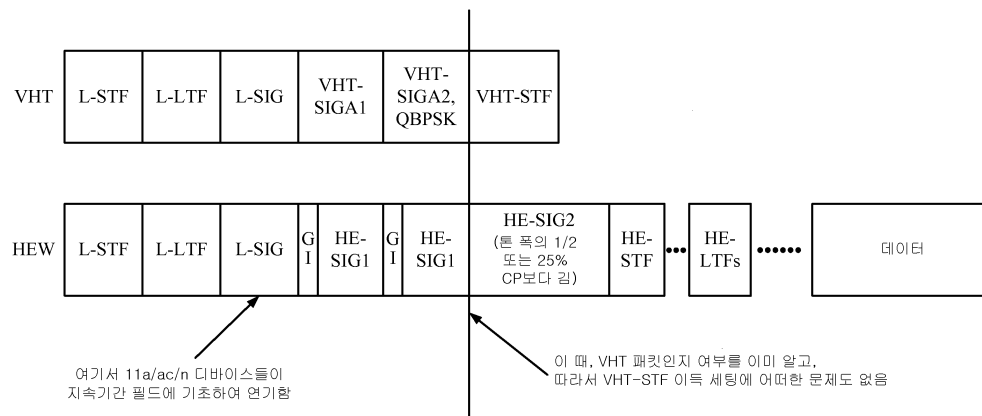 VHT
L-STF
L-LTF
L-SIG
VHT-
SIGA1
VHT-
SIGA2,
QBPSK
VHT-STF
HEW
L-STF
L-LTF
L-SIG
G
I
HE-
SIG1
G
I
HE-
SIG1
HE-SIG2
(톤 폭의 1/2
또는 25%
CP보다 김)
HE-
STF
HE-
LTFs
데이터
여기서 11a/ac/n 디바이스들이
지속기간 필드에 기초하여 연기함
이 때, VHT 패킷인지 여부를 이미 알고,
따라서 VHT-STF 이득 세팅에 어떠한 문제도 없음